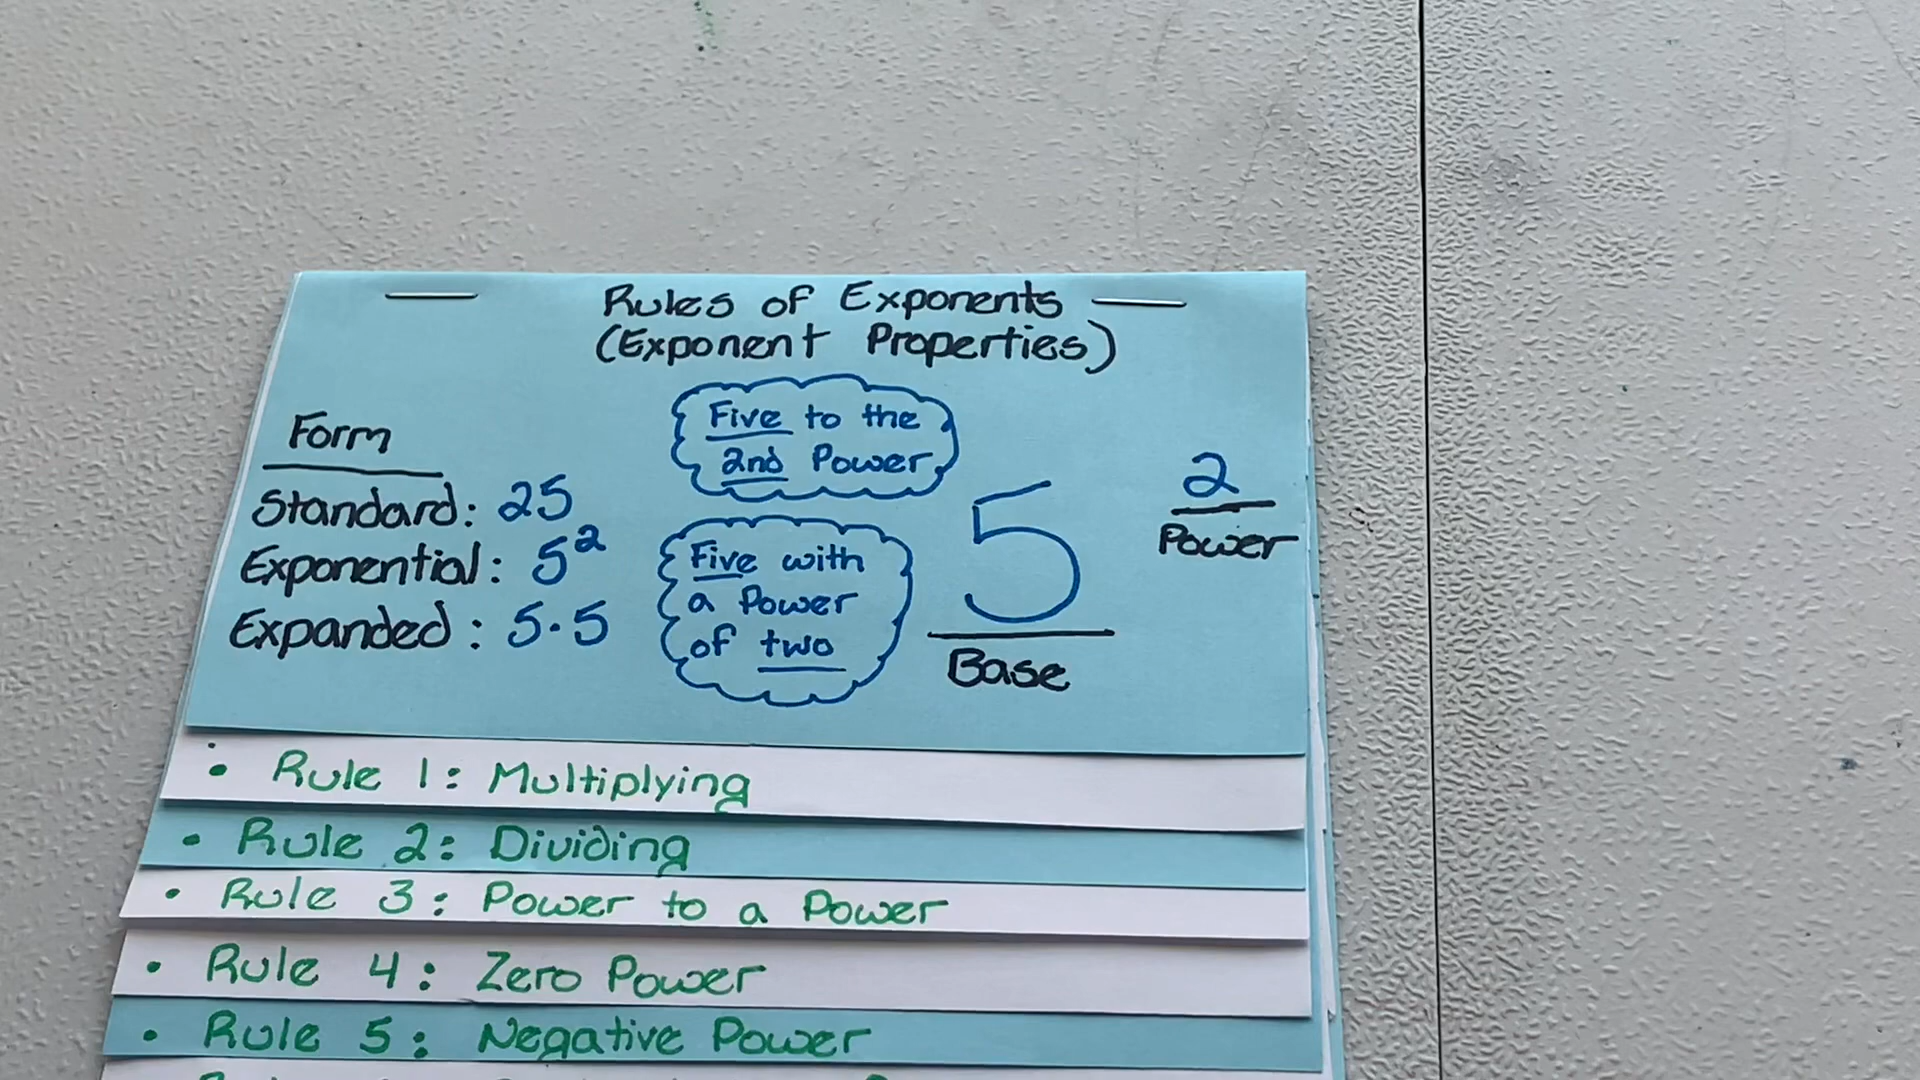 Rules of Exponents
(Exponent Properties)
Form
Standard: 25
Exponential: 5²
Expanded: 5·5
Five to the
2nd Power
Five with
a Power
of two
5
Base
2
Power
• Rule 1: Multiplying
• Rule 2: Dividing
• Rule 3: Power to a Power
• Rule 4: Zero Power
• Rule 5: Negative Power